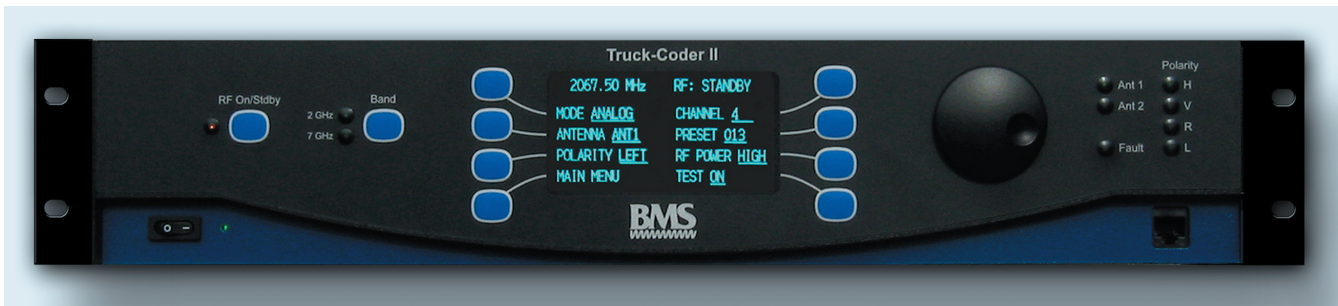 Truck-Coder II
RF On/Stdby
2 GHz
7 GHz
Band
2067.50 MHz RF: STANDBY
MODE ANALOG CHANNEL 4
ANTENNA ANT1 PRESET 013
POLARITY LEFT RF POWER HIGH
MAIN MENU TEST ON
BMS
Polarity
Ant 1 H
Ant 2 V
R
Fault L
O –